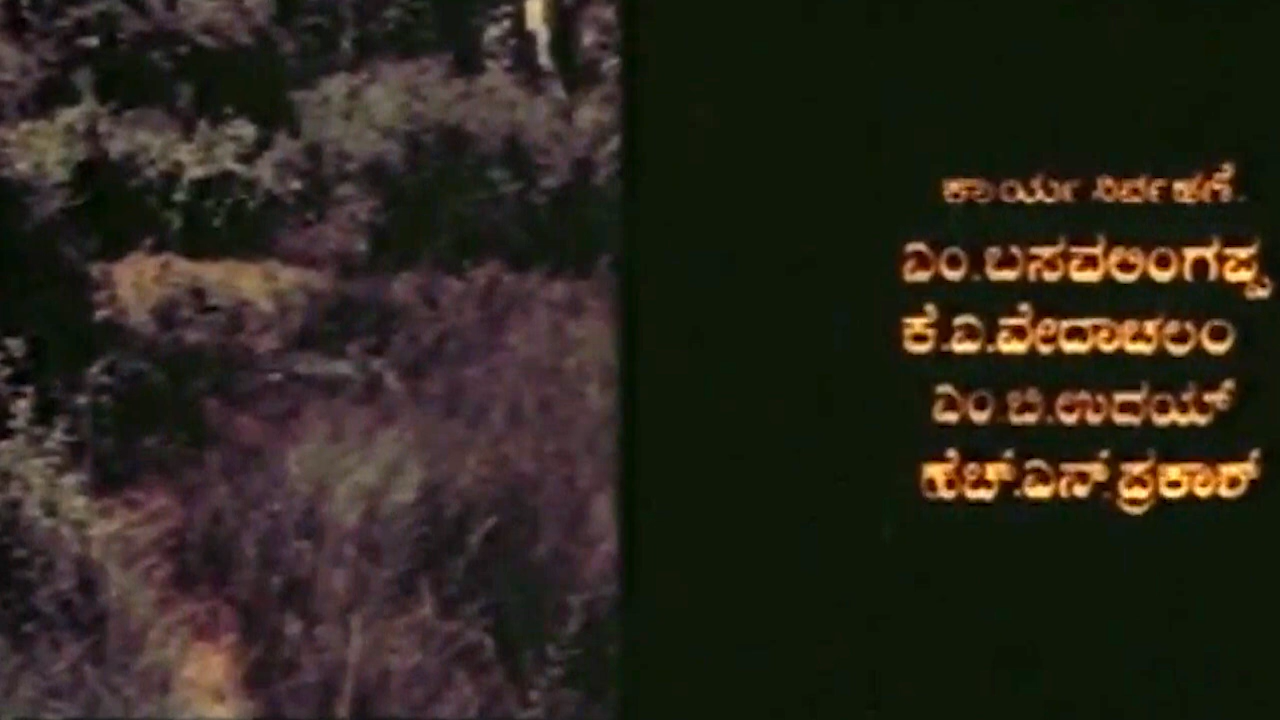 ಕಾರ್ಯ ನಿರ್ವಹಣೆ.
ಎಂ.ಬಸವಲಿಂಗಪ್ಪ
ಕೆ.ವಿ.ವೇದಾಚಲಂ
ಎಂ.ಬಿ.ಉದಯ್
ಹೆಚ್.ಎನ್.ಪ್ರಕಾಶ್